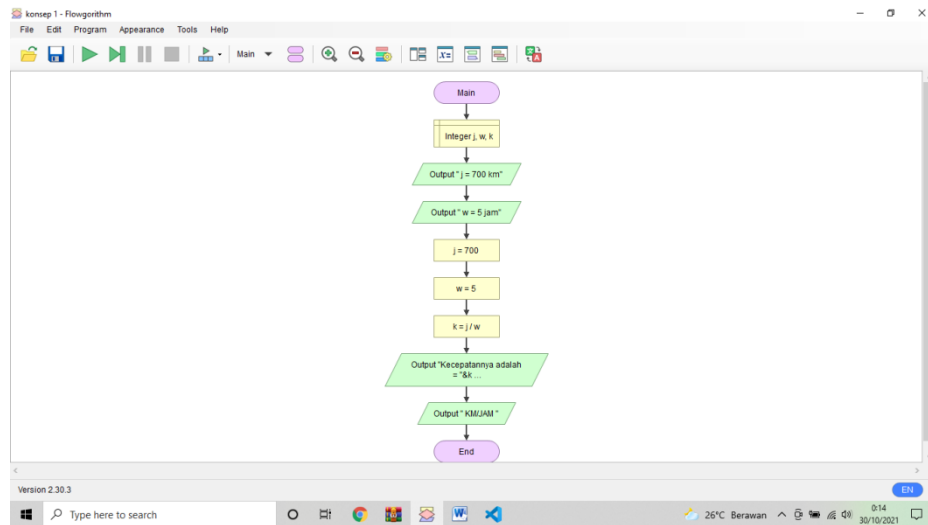 konsep 1 - Flowgorithm
File Edit Program Appearance Tools Help
Main
Main
Integer j, w, k
Output " j = 700 km"
Output " w = 5 jam"
j = 700
w = 5
k = j / w
Output "Kecepatannya adalah
= "&k ...
Output " KM/JAM "
End
Version 2.30.3
EN
Type here to search
26°C Berawan
0:14
30/10/2021